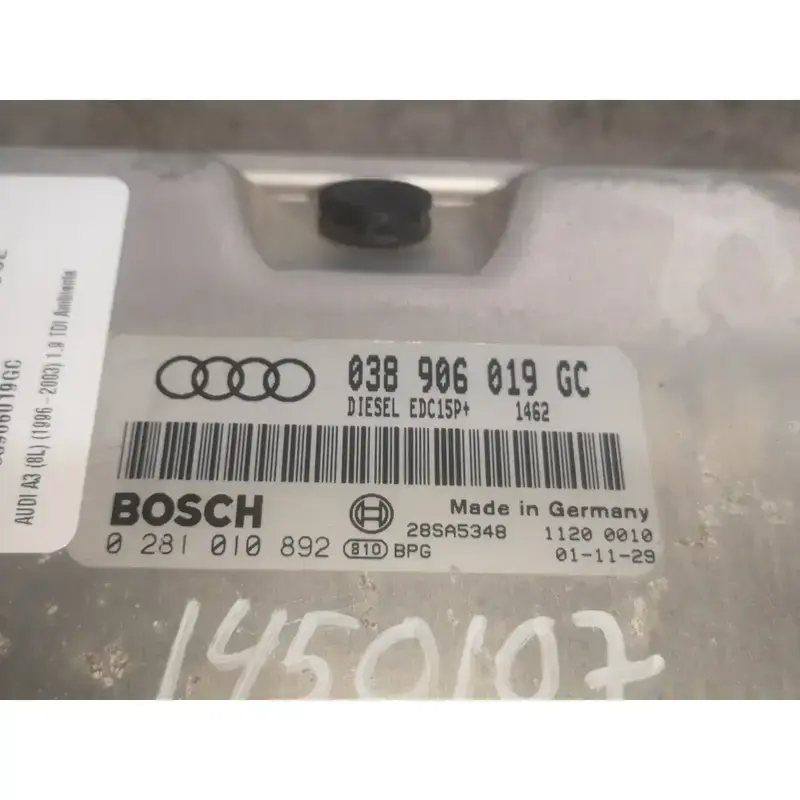 AUDI A3 (8L) (1996-2003) 1.9 TDI Ambiente
038 906 019 GC
DIESEL EDC15P+ 1462
BOSCH
Made in Germany
0 281 010 892 810 BPG
28SA5348 1120 0010
01-11-29
1450107